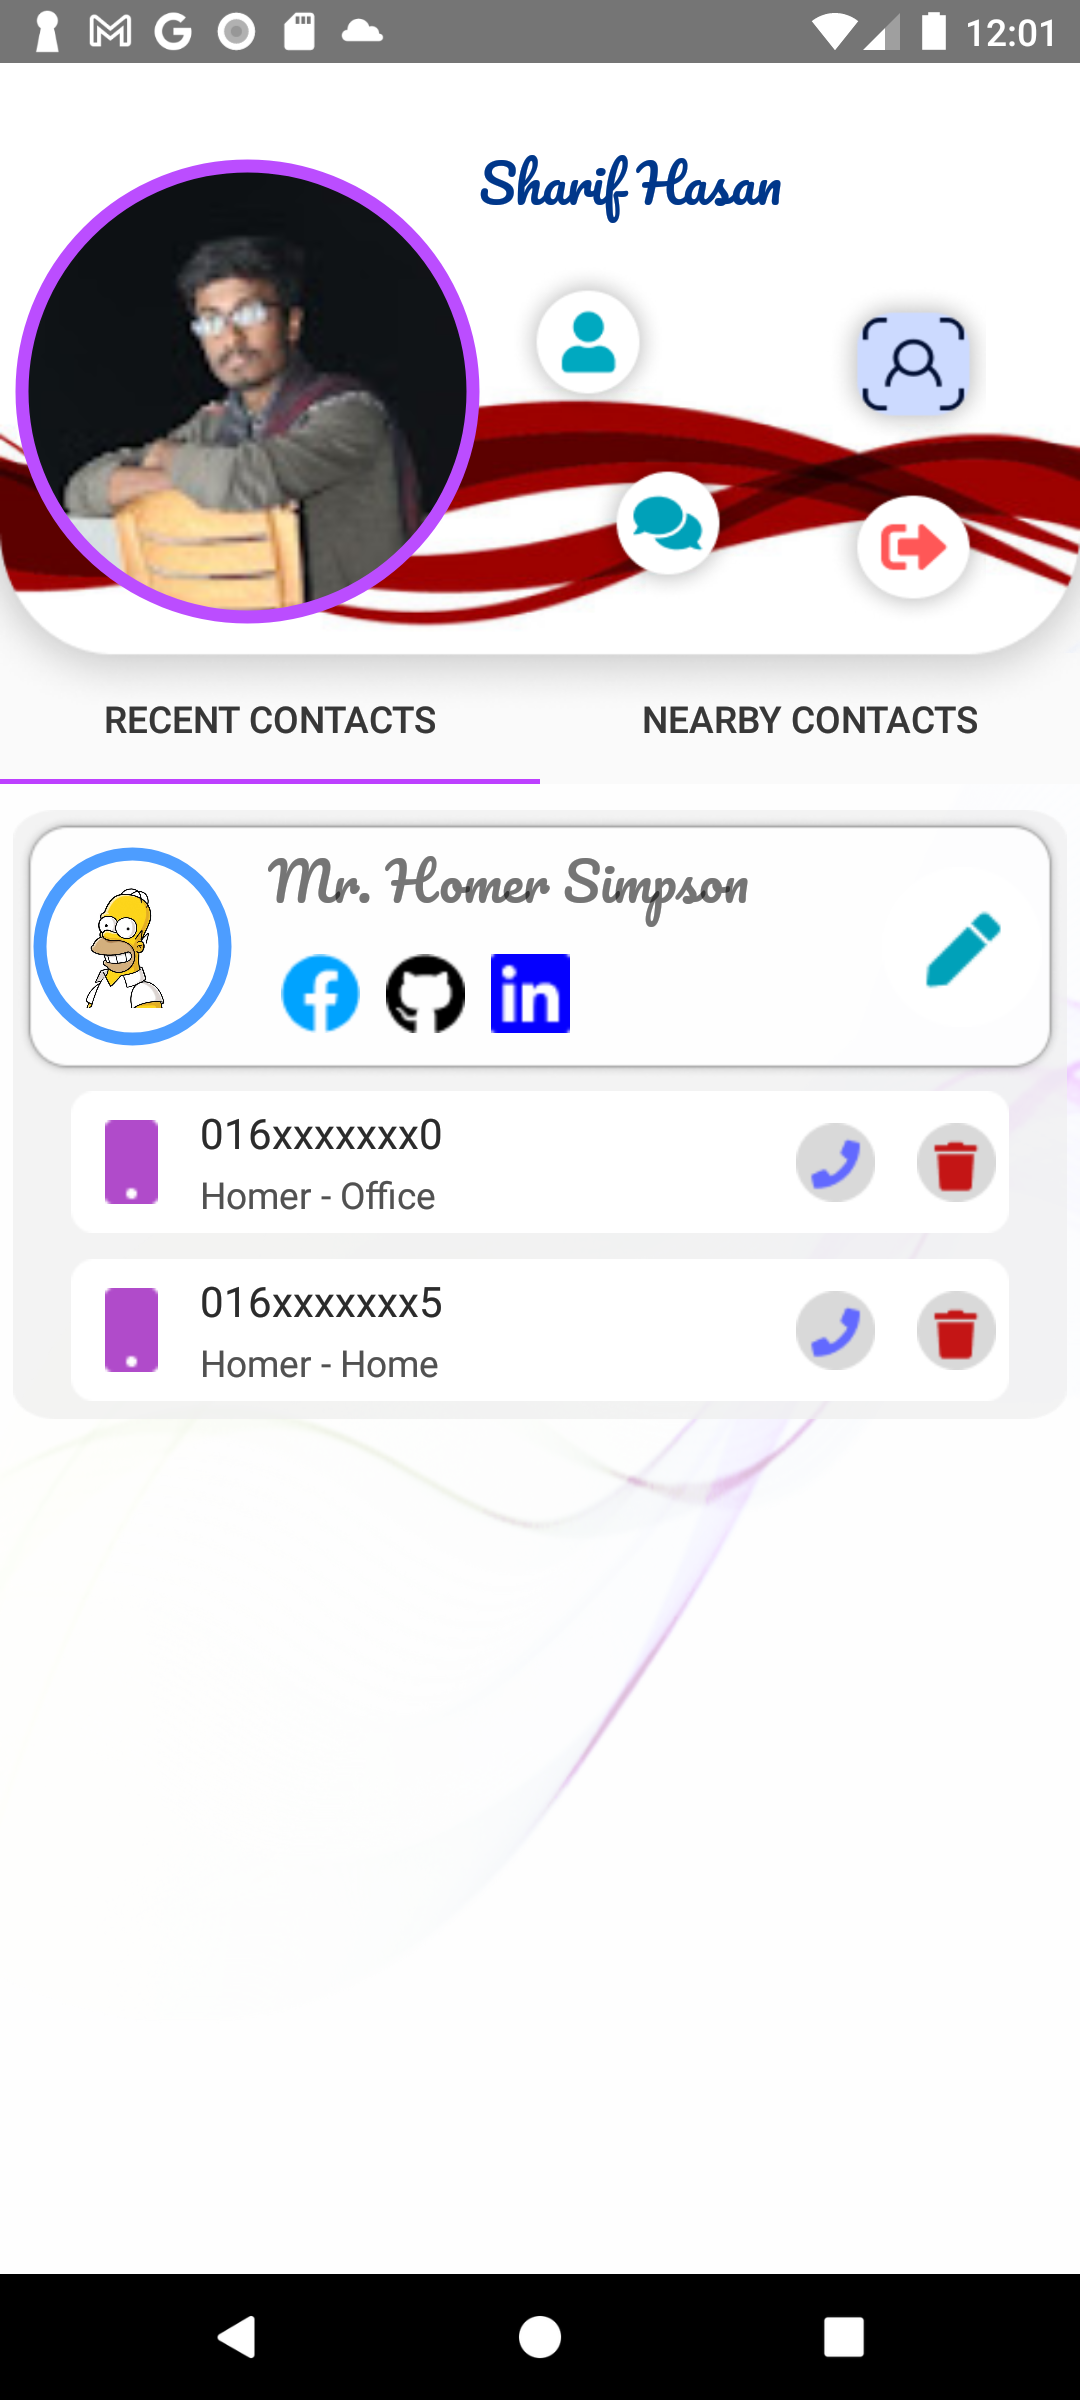 12:01
Sharif Hasan
RECENT CONTACTS
NEARBY CONTACTS
Mr. Homer Simpson
016xxxxxxx0
Homer - Office
016xxxxxxx5
Homer - Home